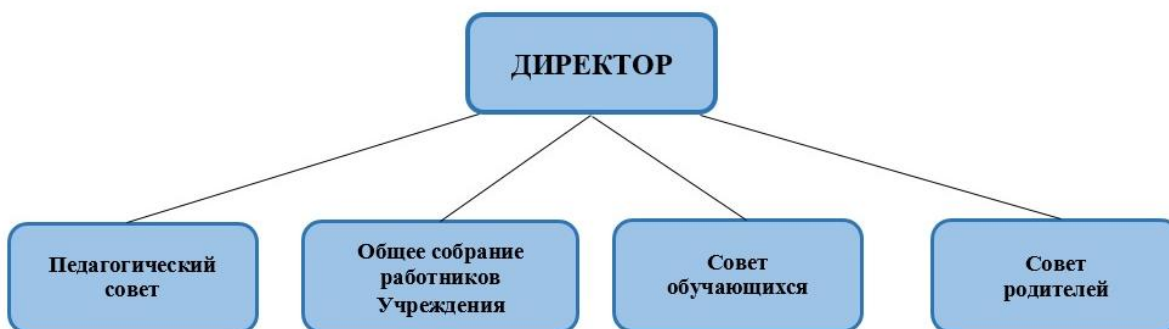 ДИРЕКТОР
Педагогический
совет
Общее собрание
работников
Учреждения
Совет
обучающихся
Совет
родителей